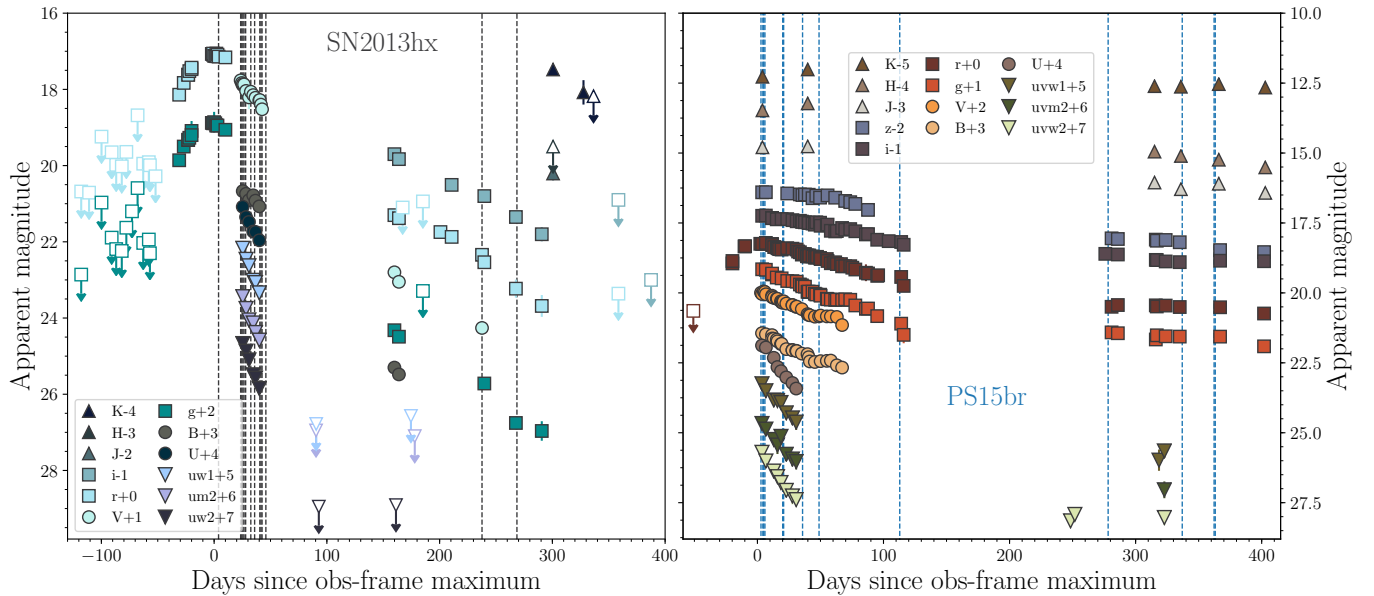 SN2013hx
Apparent magnitude
16
18
20
22
24
26
28
K-4
H-3
J-2
i-1
r+0
V+1
g+2
B+3
U+4
uw1+5
um2+6
uw2+7
−100
0
100
200
300
400
Days since obs-frame maximum
K-5
H-4
J-3
z-2
i-1
r+0
g+1
V+2
B+3
U+4
uvw1+5
uvm2+6
uvw2+7
PS15br
10.0
12.5
15.0
17.5
20.0
22.5
25.0
27.5
Apparent magnitude
0
100
200
300
400
Days since obs-frame maximum